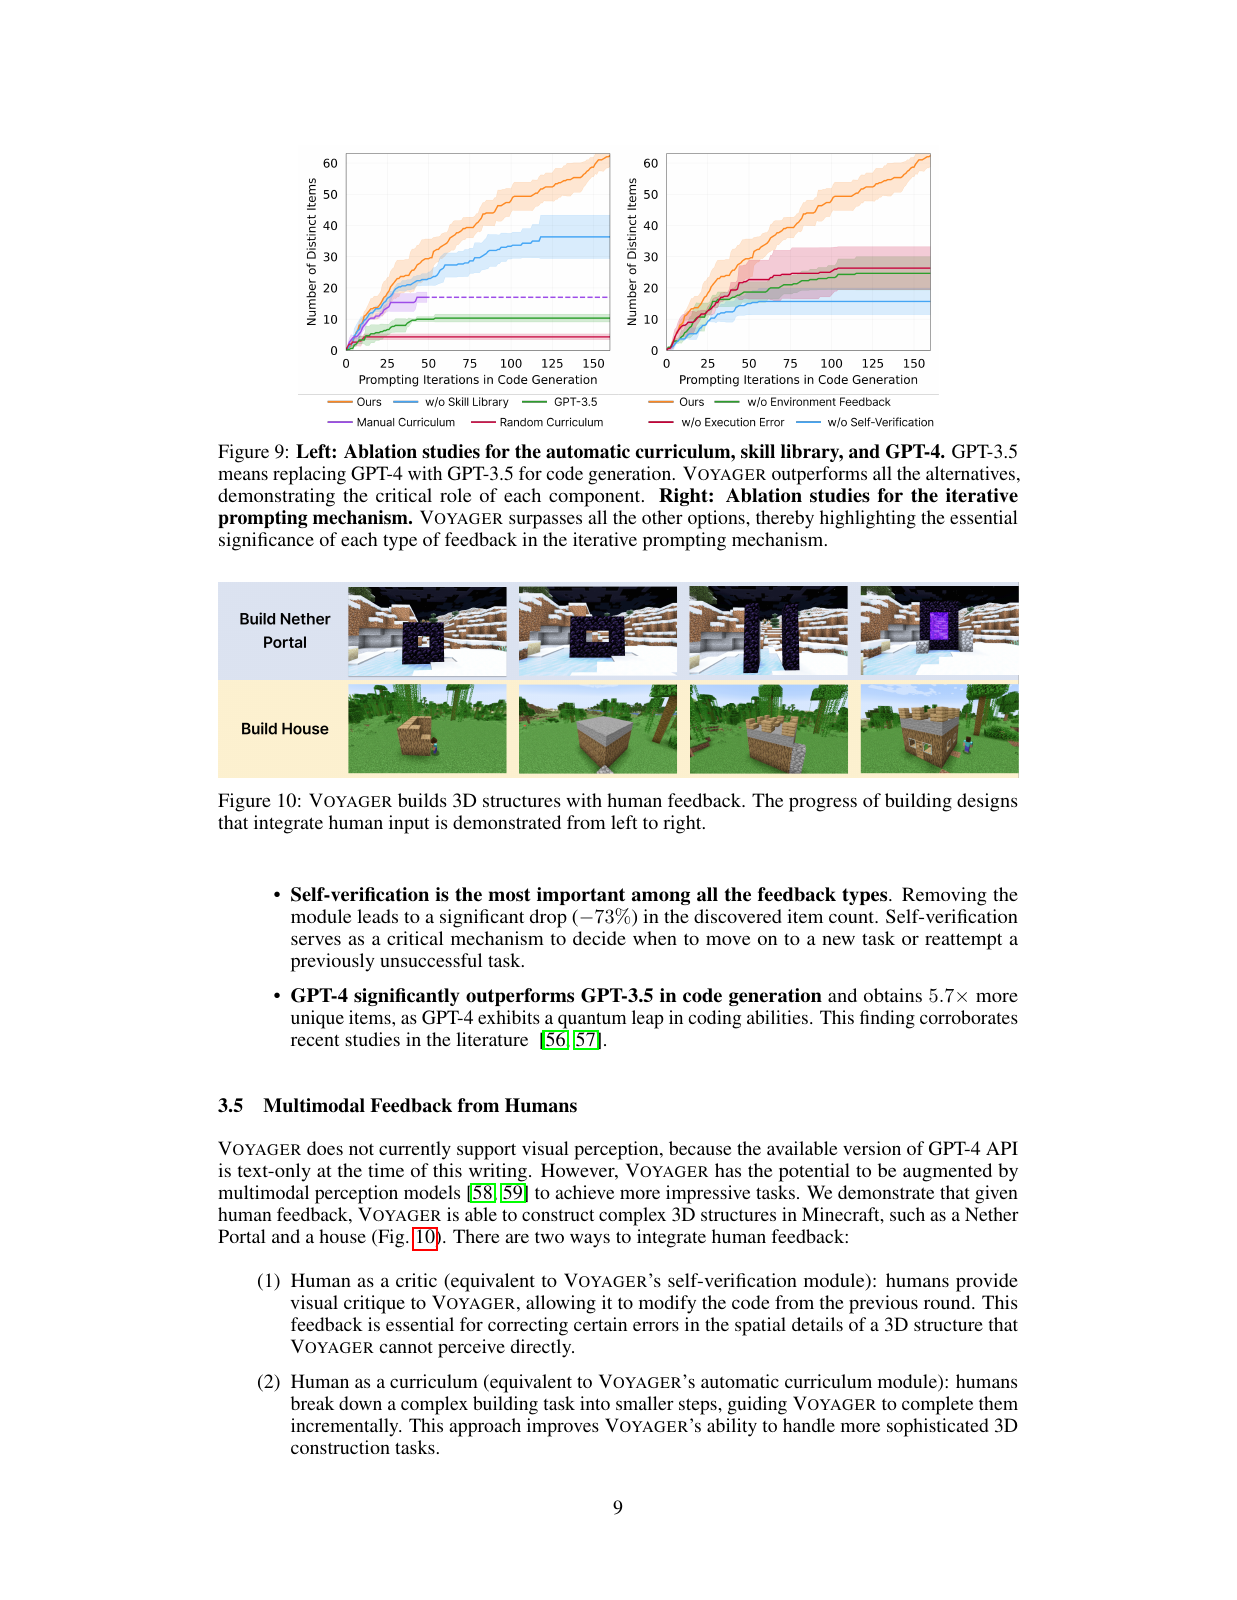 60
50
40
30
20
10
0
Number of Distinct Items
0 25 50 75 100 125 150
Prompting Iterations in Code Generation
Ours w/o Skill Library GPT-3.5
Manual Curriculum Random Curriculum
60
50
40
30
20
10
0
Number of Distinct Items
0 25 50 75 100 125 150
Prompting Iterations in Code Generation
Ours w/o Environment Feedback
w/o Execution Error w/o Self-Verification
Figure 9: Left: Ablation studies for the automatic curriculum, skill library, and GPT-4. GPT-3.5
means replacing GPT-4 with GPT-3.5 for code generation. VOYAGER outperforms all the alternatives,
demonstrating the critical role of each component. Right: Ablation studies for the iterative
prompting mechanism. VOYAGER surpasses all the other options, thereby highlighting the essential
significance of each type of feedback in the iterative prompting mechanism.
Build Nether
Portal
Build House
Figure 10: VOYAGER builds 3D structures with human feedback. The progress of building designs
that integrate human input is demonstrated from left to right.
• Self-verification is the most important among all the feedback types. Removing the
module leads to a significant drop (−73%) in the discovered item count. Self-verification
serves as a critical mechanism to decide when to move on to a new task or reattempt a
previously unsuccessful task.
• GPT-4 significantly outperforms GPT-3.5 in code generation and obtains 5.7× more
unique items, as GPT-4 exhibits a quantum leap in coding abilities. This finding corroborates
recent studies in the literature [56, 57].
3.5 Multimodal Feedback from Humans
VOYAGER does not currently support visual perception, because the available version of GPT-4 API
is text-only at the time of this writing. However, VOYAGER has the potential to be augmented by
multimodal perception models [58, 59] to achieve more impressive tasks. We demonstrate that given
human feedback, VOYAGER is able to construct complex 3D structures in Minecraft, such as a Nether
Portal and a house (Fig. 10). There are two ways to integrate human feedback:
(1) Human as a critic (equivalent to VOYAGER's self-verification module): humans provide
visual critique to VOYAGER, allowing it to modify the code from the previous round. This
feedback is essential for correcting certain errors in the spatial details of a 3D structure that
VOYAGER cannot perceive directly.
(2) Human as a curriculum (equivalent to VOYAGER's automatic curriculum module): humans
break down a complex building task into smaller steps, guiding VOYAGER to complete them
incrementally. This approach improves VOYAGER's ability to handle more sophisticated 3D
construction tasks.
9